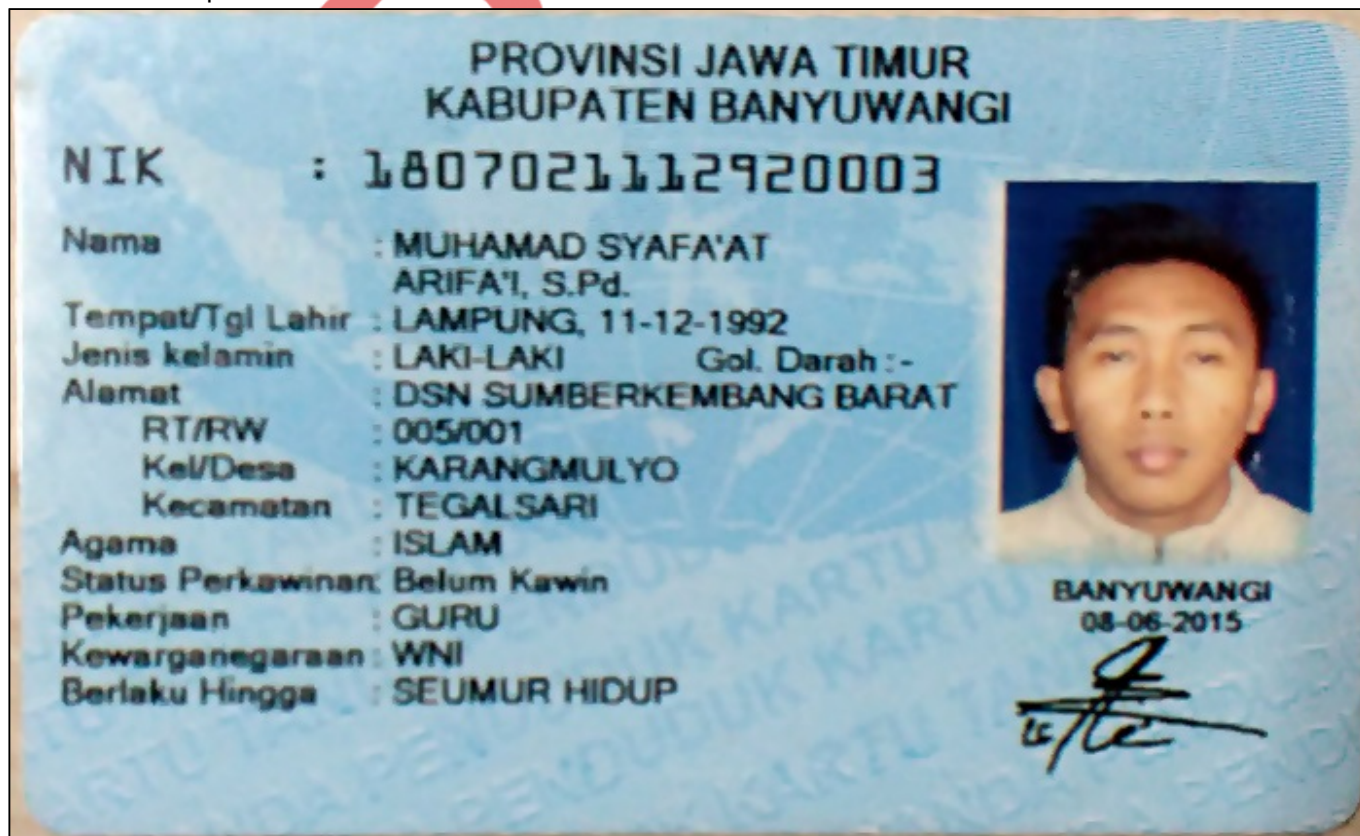 PROVINSI JAWA TIMUR
KABUPATEN BANYUWANGI
NIK : 1807021112920003
Nama : MUHAMAD SYAFA'AT
ARIFA'I, S.Pd.
Tempat/Tgl Lahir : LAMPUNG, 11-12-1992
Jenis kelamin : LAKI-LAKI Gol. Darah :-
Alamat : DSN SUMBERKEMBANG BARAT
RT/RW : 005/001
Kel/Desa : KARANGMULYO
Kecamatan : TEGALSARI
Agama : ISLAM
Status Perkawinan: Belum Kawin
Pekerjaan : GURU
Kewarganegaraan : WNI
Berlaku Hingga : SEUMUR HIDUP
BANYUWANGI
08-06-2015